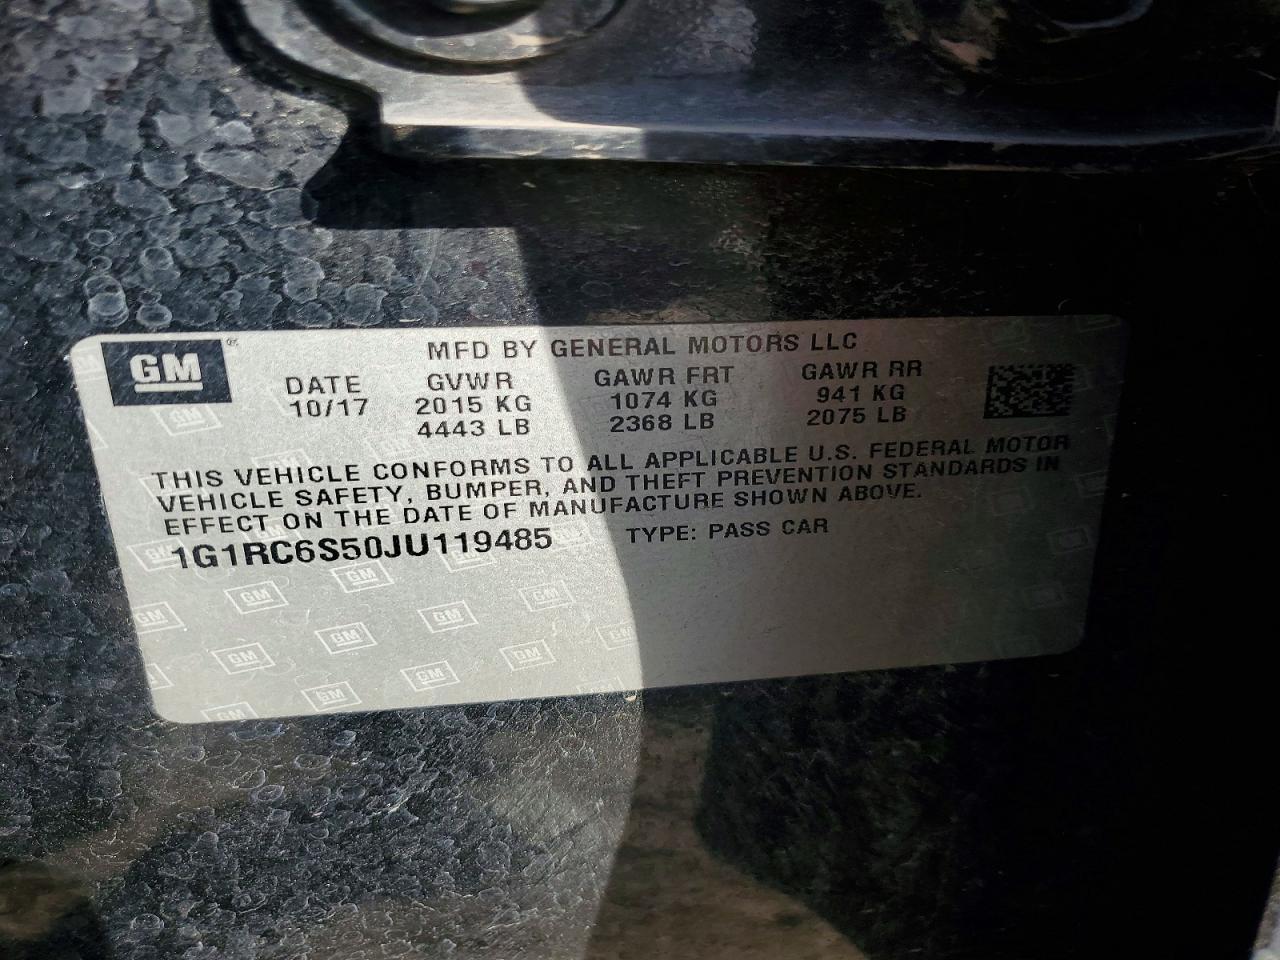 GM
MFD BY GENERAL MOTORS LLC
DATE GVWR GAWR FRT GAWR RR
10/17 2015 KG 1074 KG 941 KG
4443 LB 2368 LB 2075 LB
THIS VEHICLE CONFORMS TO ALL APPLICABLE U.S. FEDERAL MOTOR
VEHICLE SAFETY, BUMPER, AND THEFT PREVENTION STANDARDS IN
EFFECT ON THE DATE OF MANUFACTURE SHOWN ABOVE.
1G1RC6S50JU119485 TYPE: PASS CAR